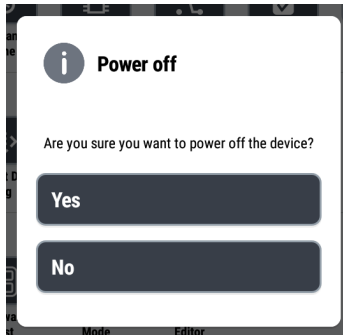 Power off
Are you sure you want to power off the device?
Yes
No
Mode
Editor